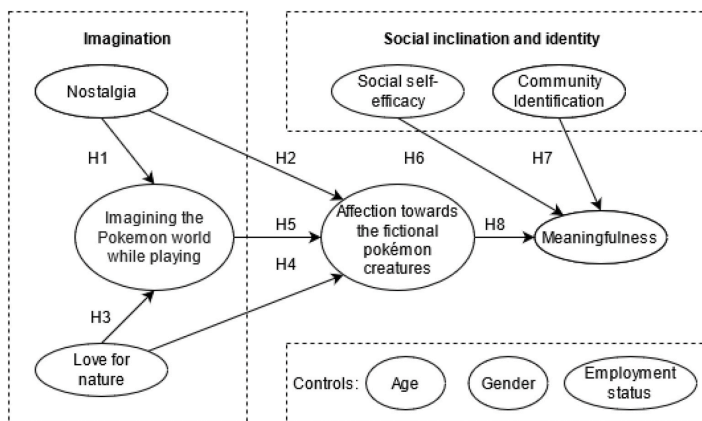 Imagination
Social inclination and identity
Nostalgia
Social self-
efficacy
Community
Identification
H1
H2
H6
H7
Imagining the
Pokemon world
while playing
H5
Affection towards
the fictional
pokémon
creatures
H8
Meaningfulness
H4
H3
Love for
nature
Controls:
Age
Gender
Employment
status